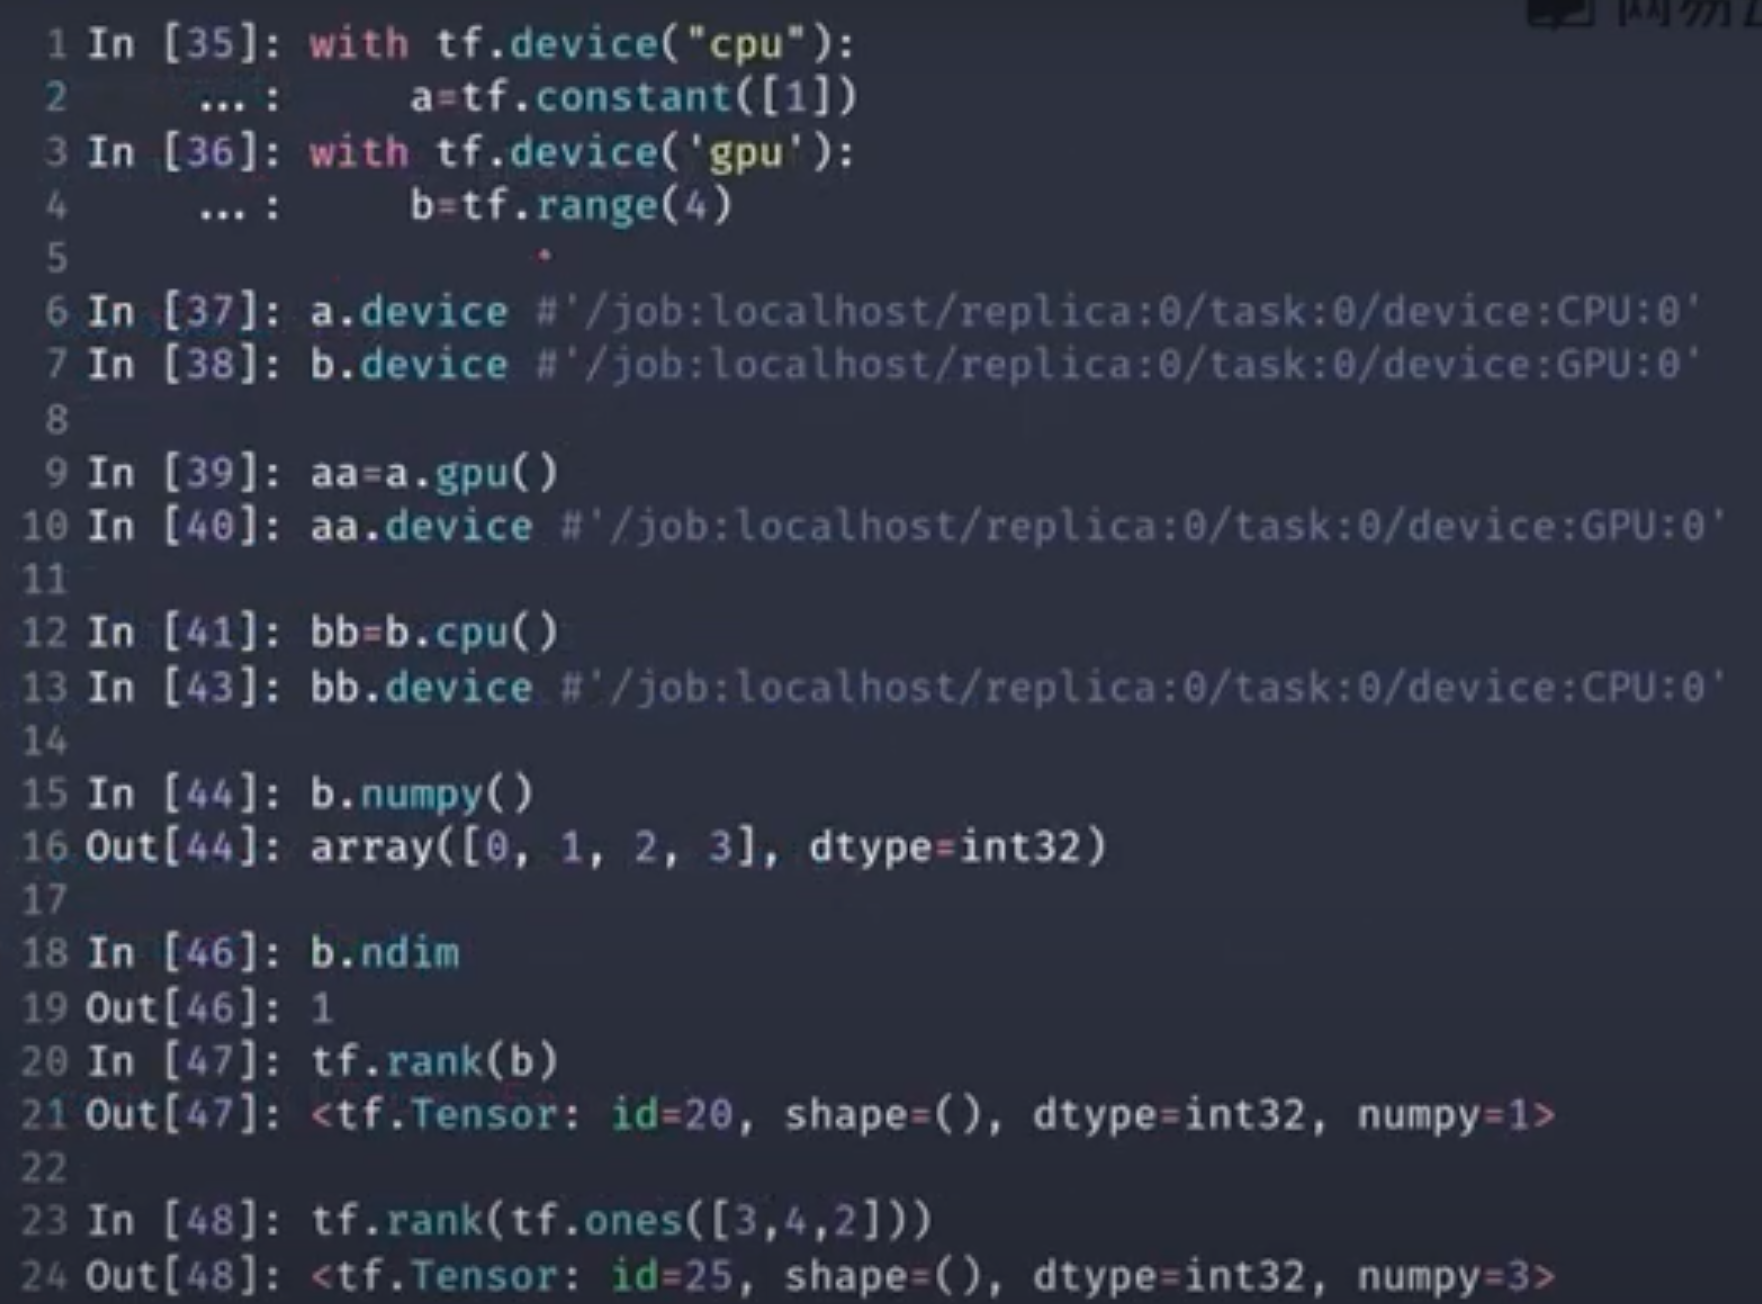 1 In [35]: with tf.device("cpu"):
2 ...: a=tf.constant([1])
3 In [36]: with tf.device('gpu'):
4 ...: b=tf.range(4)
5
6 In [37]: a.device #'/job:localhost/replica:0/task:0/device:CPU:0'
7 In [38]: b.device #'/job:localhost/replica:0/task:0/device:GPU:0'
8
9 In [39]: aa=a.gpu()
10 In [40]: aa.device #'/job:localhost/replica:0/task:0/device:GPU:0'
11
12 In [41]: bb=b.cpu()
13 In [43]: bb.device #'/job:localhost/replica:0/task:0/device:CPU:0'
14
15 In [44]: b.numpy()
16 Out[44]: array([0, 1, 2, 3], dtype=int32)
17
18 In [46]: b.ndim
19 Out[46]: 1
20 In [47]: tf.rank(b)
21 Out[47]: <tf.Tensor: id=20, shape=(), dtype=int32, numpy=1>
22
23 In [48]: tf.rank(tf.ones([3,4,2]))
24 Out[48]: <tf.Tensor: id=25, shape=(), dtype=int32, numpy=3>